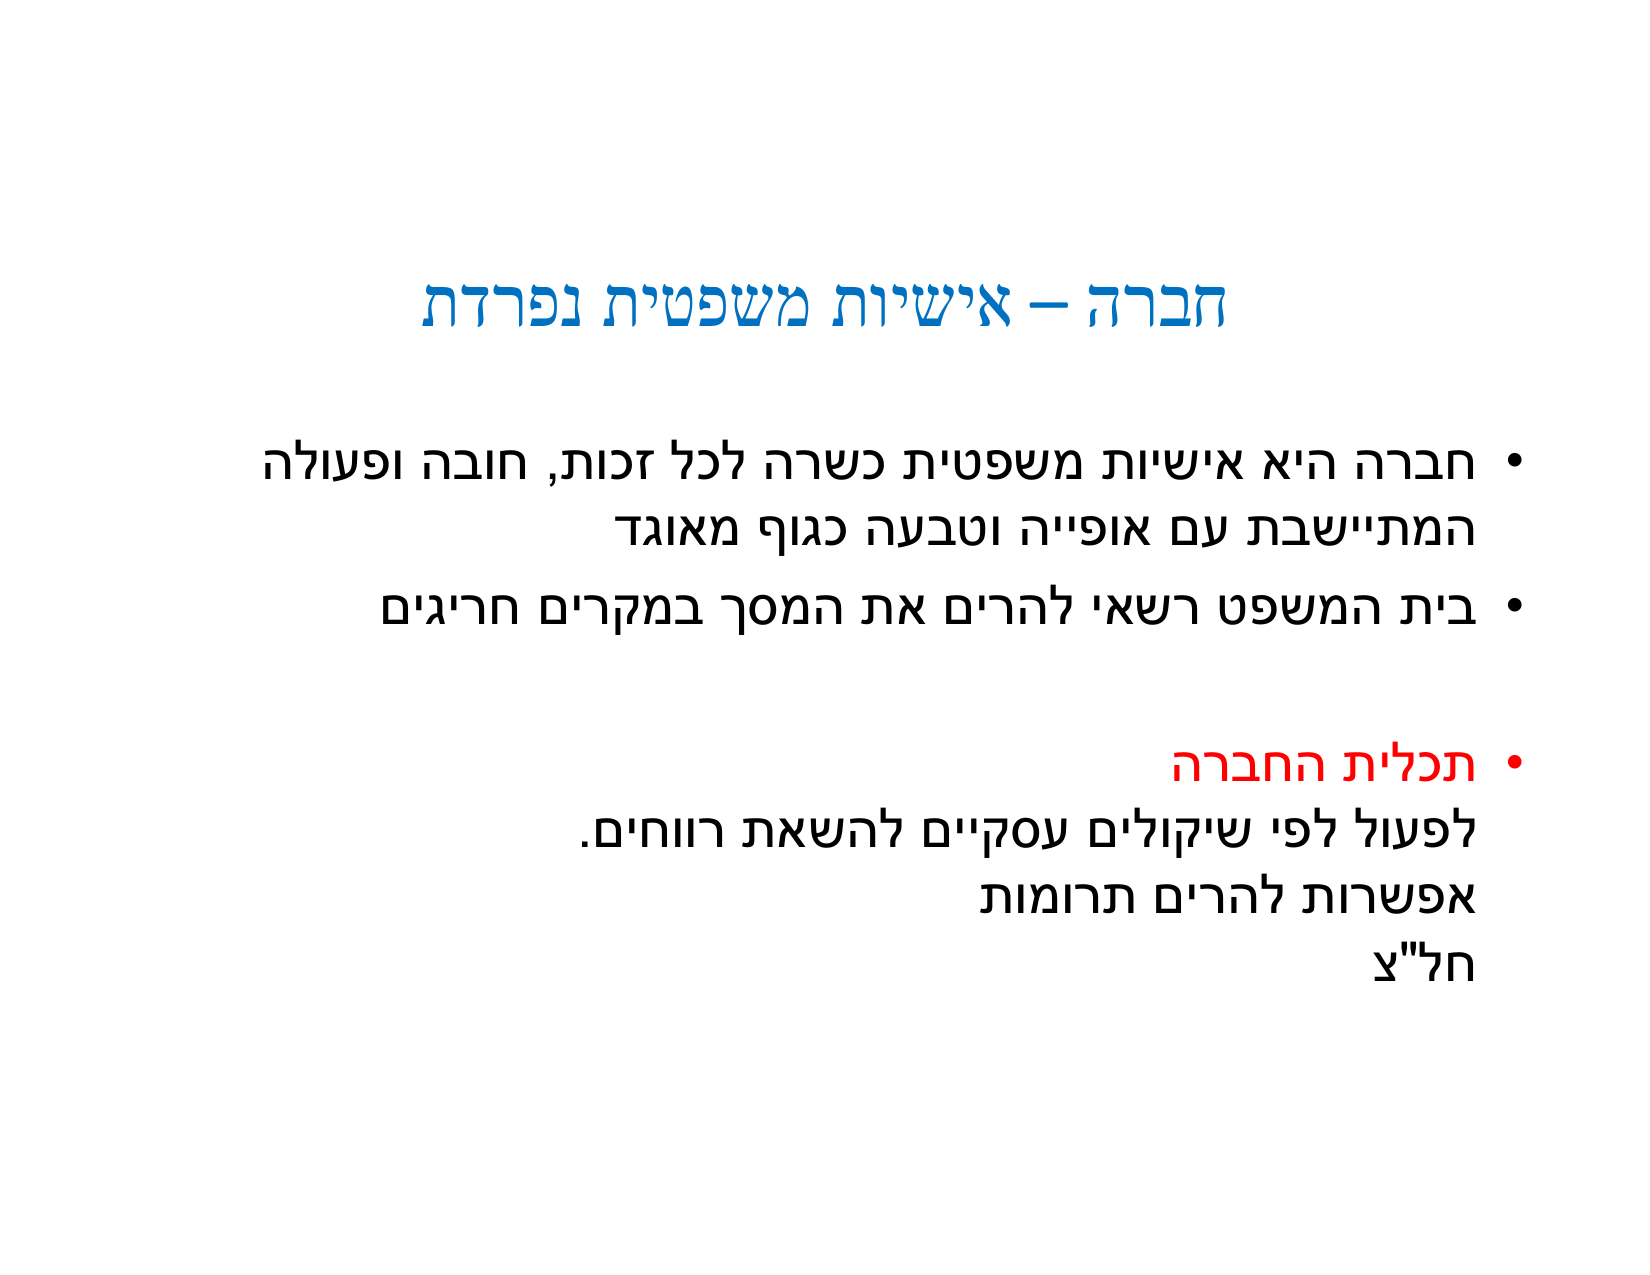 חברה – אישיות משפטית נפרדת
• חברה היא אישיות משפטית כשרה לכל זכות, חובה ופעולה
המתיישבת עם אופייה וטבעה כגוף מאוגד
• בית המשפט רשאי להרים את המסך במקרים חריגים
• תכלית החברה
לפעול לפי שיקולים עסקיים להשאת רווחים.
אפשרות להרים תרומות
חל"צ